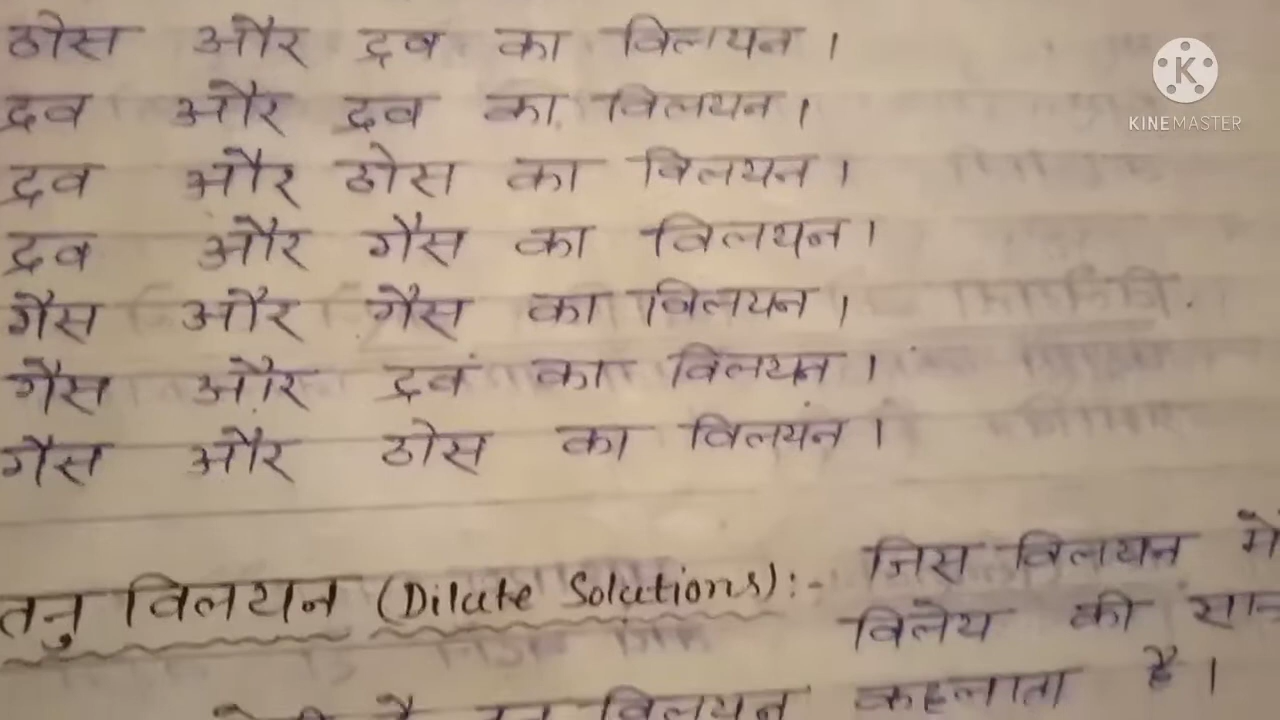 ठोस और द्रव का विलयन।
द्रव और द्रव का विलयन।
द्रव और ठोस का विलयन।
द्रव और गैस का विलयन।
गैस और गैस का विलयन।
गैस और द्रव का विलयन।
गैस और ठोस का विलयन।
तनु विलयन (Dilute Solutions):- जिस विलयन में
विलेय की
विलयन कहलाता है।
K
KINEMASTER